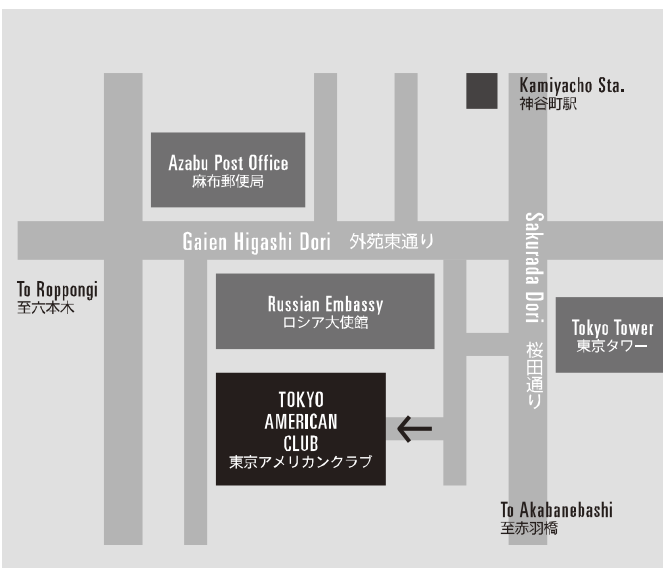 Kamiyacho Sta.
神谷町駅
Azabu Post Office
麻布郵便局
Gaien Higashi Dori 外苑東通り
Sakurada Dori 桜田通り
To Roppongi
至六本木
Russian Embassy
ロシア大使館
Tokyo Tower
東京タワー
TOKYO
AMERICAN
CLUB
東京アメリカンクラブ
To Akabanebashi
至赤羽橋